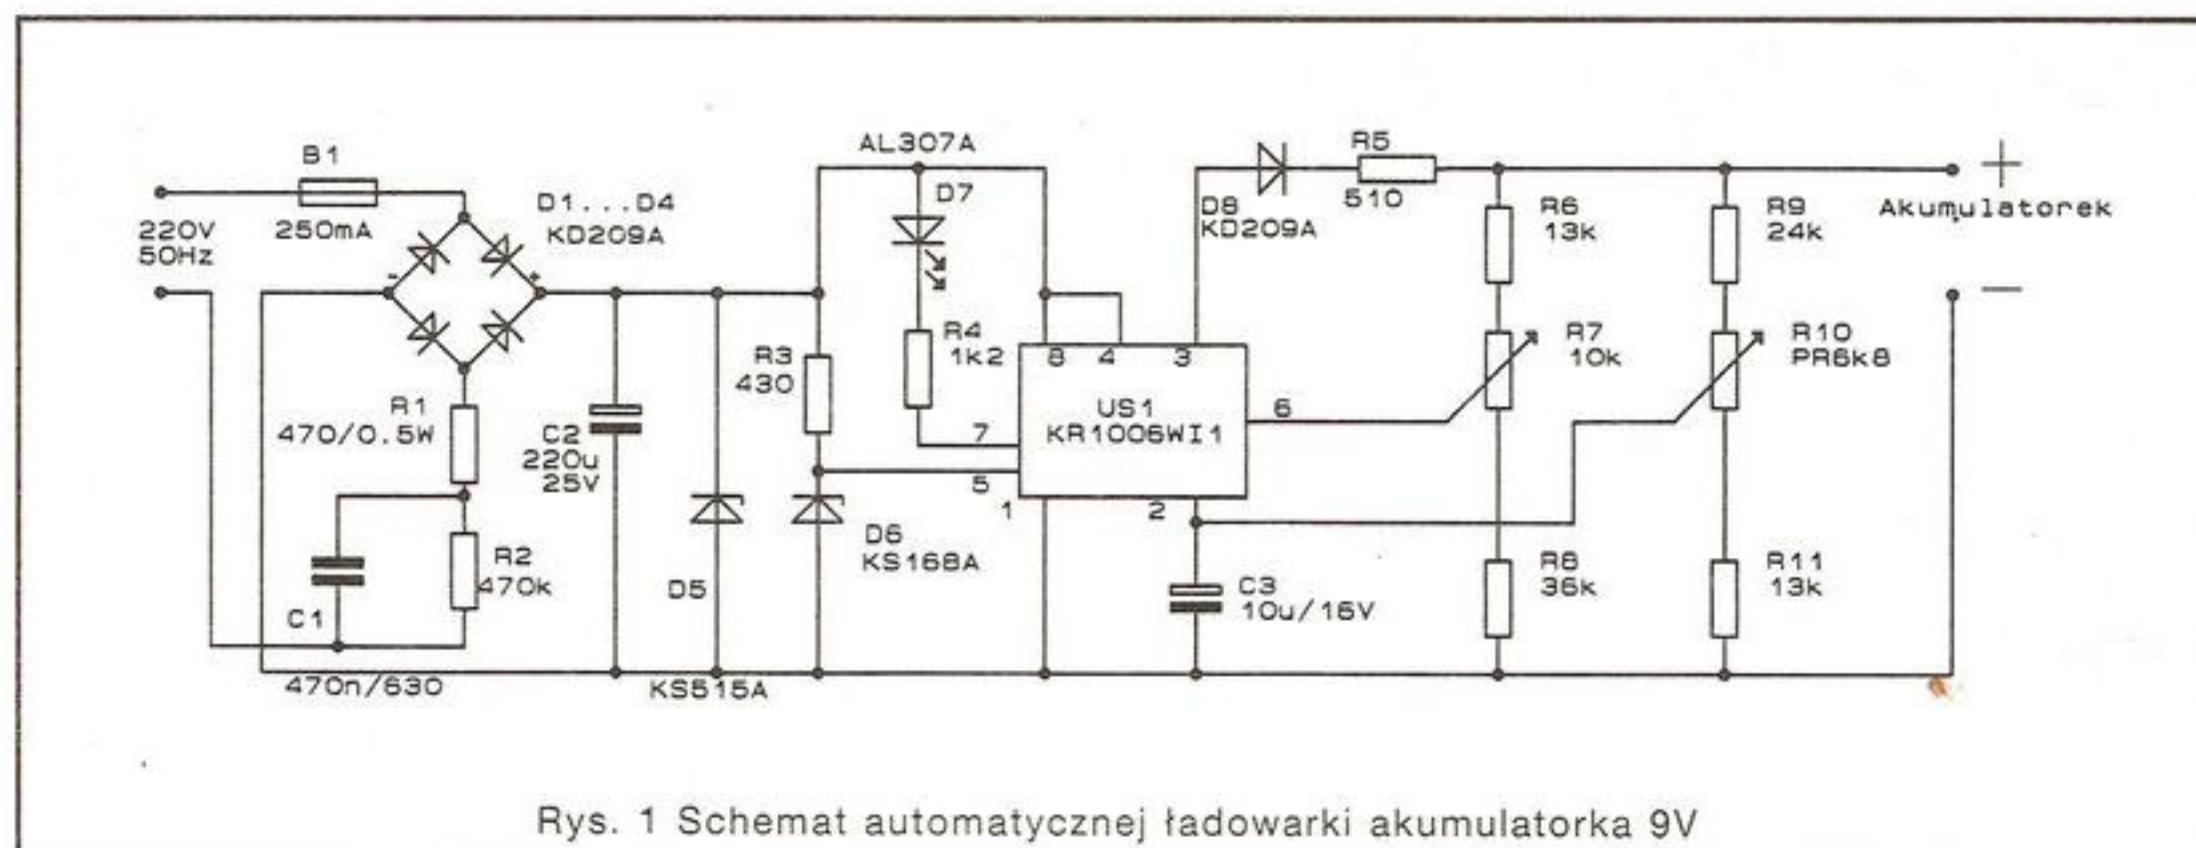 B1
250mA
220V
50Hz
D1...D4
KD209A
-
+
R1
470/0.5W
C1
470n/630
R2
470k
C2
220u
25V
D5
KS515A
R3
430
D6
KS168A
AL307A
D7
R4
1k2
8 4 3
7
5
6
1 2
US1
KR1006WI1
D8
KD209A
R5
510
C3
10u/16V
R6
13k
R7
10k
R8
36k
R9
24k
R10
PR6k8
R11
13k
+
Akumulatorek
-
Rys. 1 Schemat automatycznej ładowarki akumulatorka 9V